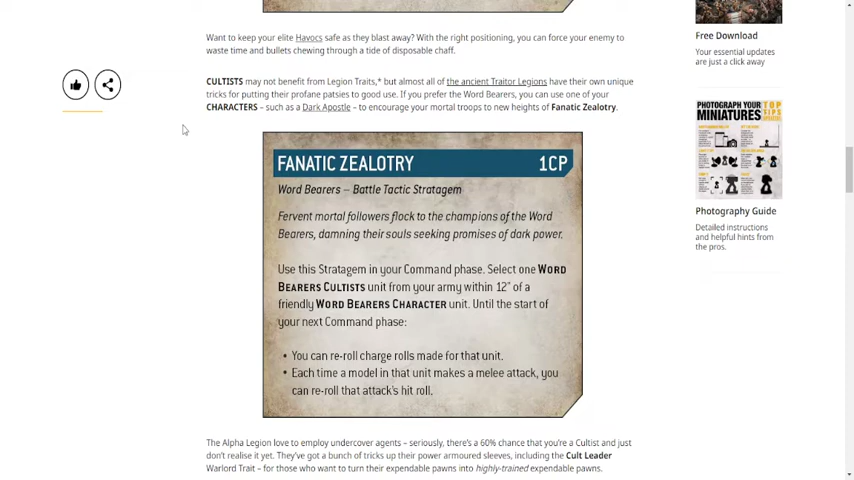 Want to keep your elite Havocs safe as they blast away? With the right positioning, you can force your enemy to
waste time and bullets chewing through a tide of disposable chaff.
CULTISTS may not benefit from Legion Traits,* but almost all of the ancient Traitor Legions have their own unique
tricks for putting their profane patsies to good use. If you prefer the Word Bearers, you can use one of your
CHARACTERS – such as a Dark Apostle – to encourage your mortal troops to new heights of Fanatic Zealotry.
FANATIC ZEALOTRY 1CP
Word Bearers – Battle Tactic Stratagem
Fervent mortal followers flock to the champions of the Word
Bearers, damning their souls seeking promises of dark power.
Use this Stratagem in your Command phase. Select one WORD
BEARERS CULTISTS unit from your army within 12" of a
friendly WORD BEARERS CHARACTER unit. Until the start of
your next Command phase:
• You can re-roll charge rolls made for that unit.
• Each time a model in that unit makes a melee attack, you
can re-roll that attack's hit roll.
The Alpha Legion love to employ undercover agents – seriously, there's a 60% chance that you're a Cultist and just
don't realise it yet. They've got a bunch of tricks up their power armoured sleeves, including the Cult Leader
Warlord Trait – for those who want to turn their expendable pawns into highly-trained expendable pawns.
Free Download
Your essential updates
are just a click away
PHOTOGRAPH YOUR
MINIATURES
TOP
TIPS
Photography Guide
Detailed instructions
and helpful hints from
the pros.